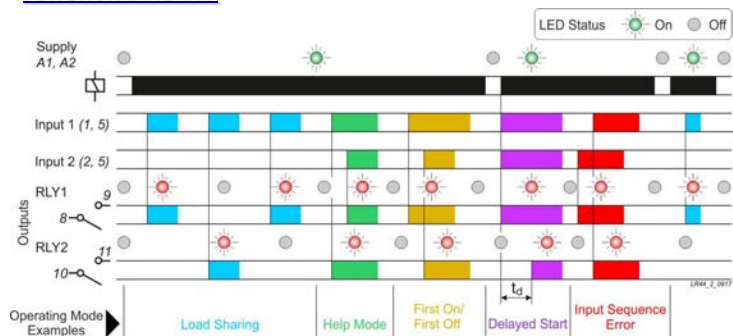 LED Status On Off
Supply
A1, A2
Input 1 (1, 5)
Input 2 (2, 5)
RLY1
9
8
Outputs
RLY2
11
10
td
LR44_2_0917
Operating Mode
Examples
Load Sharing
Help Mode
First On/
First Off
Delayed Start
Input Sequence
Error